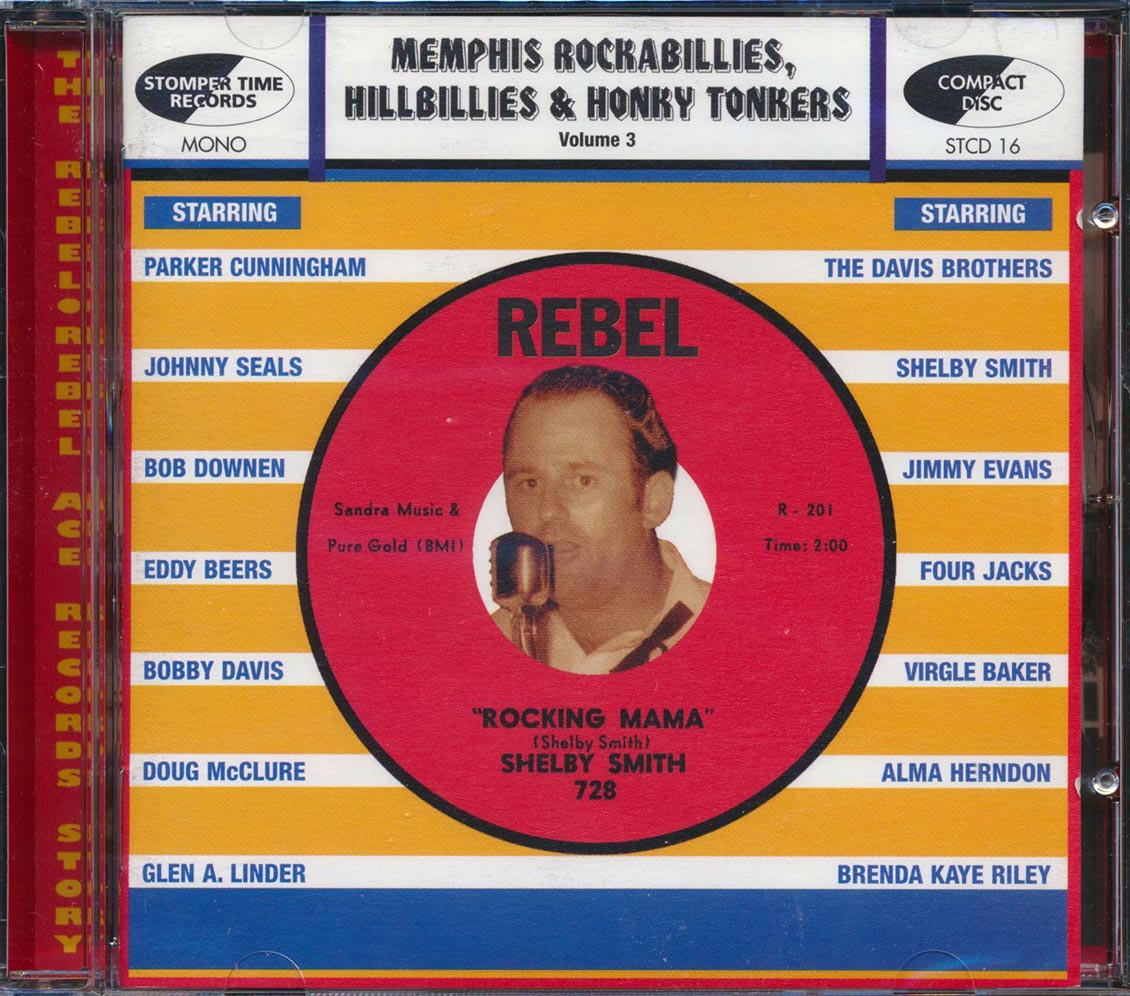 THE REBEL◦REBEL ACE RECORDS STORY
STOMPER TIME
RECORDS
MONO
MEMPHIS ROCKABILLIES,
HILLBILLIES & HONKY TONKERS
Volume 3
COMPACT
DISC
STCD 16
STARRING
PARKER CUNNINGHAM
JOHNNY SEALS
BOB DOWNEN
EDDY BEERS
BOBBY DAVIS
DOUG McCLURE
GLEN A. LINDER
REBEL
Sandra Music &
Pure Gold (BMI)
R - 201
Time: 2:00
"ROCKING MAMA"
(Shelby Smith)
SHELBY SMITH
728
STARRING
THE DAVIS BROTHERS
SHELBY SMITH
JIMMY EVANS
FOUR JACKS
VIRGLE BAKER
ALMA HERNDON
BRENDA KAYE RILEY